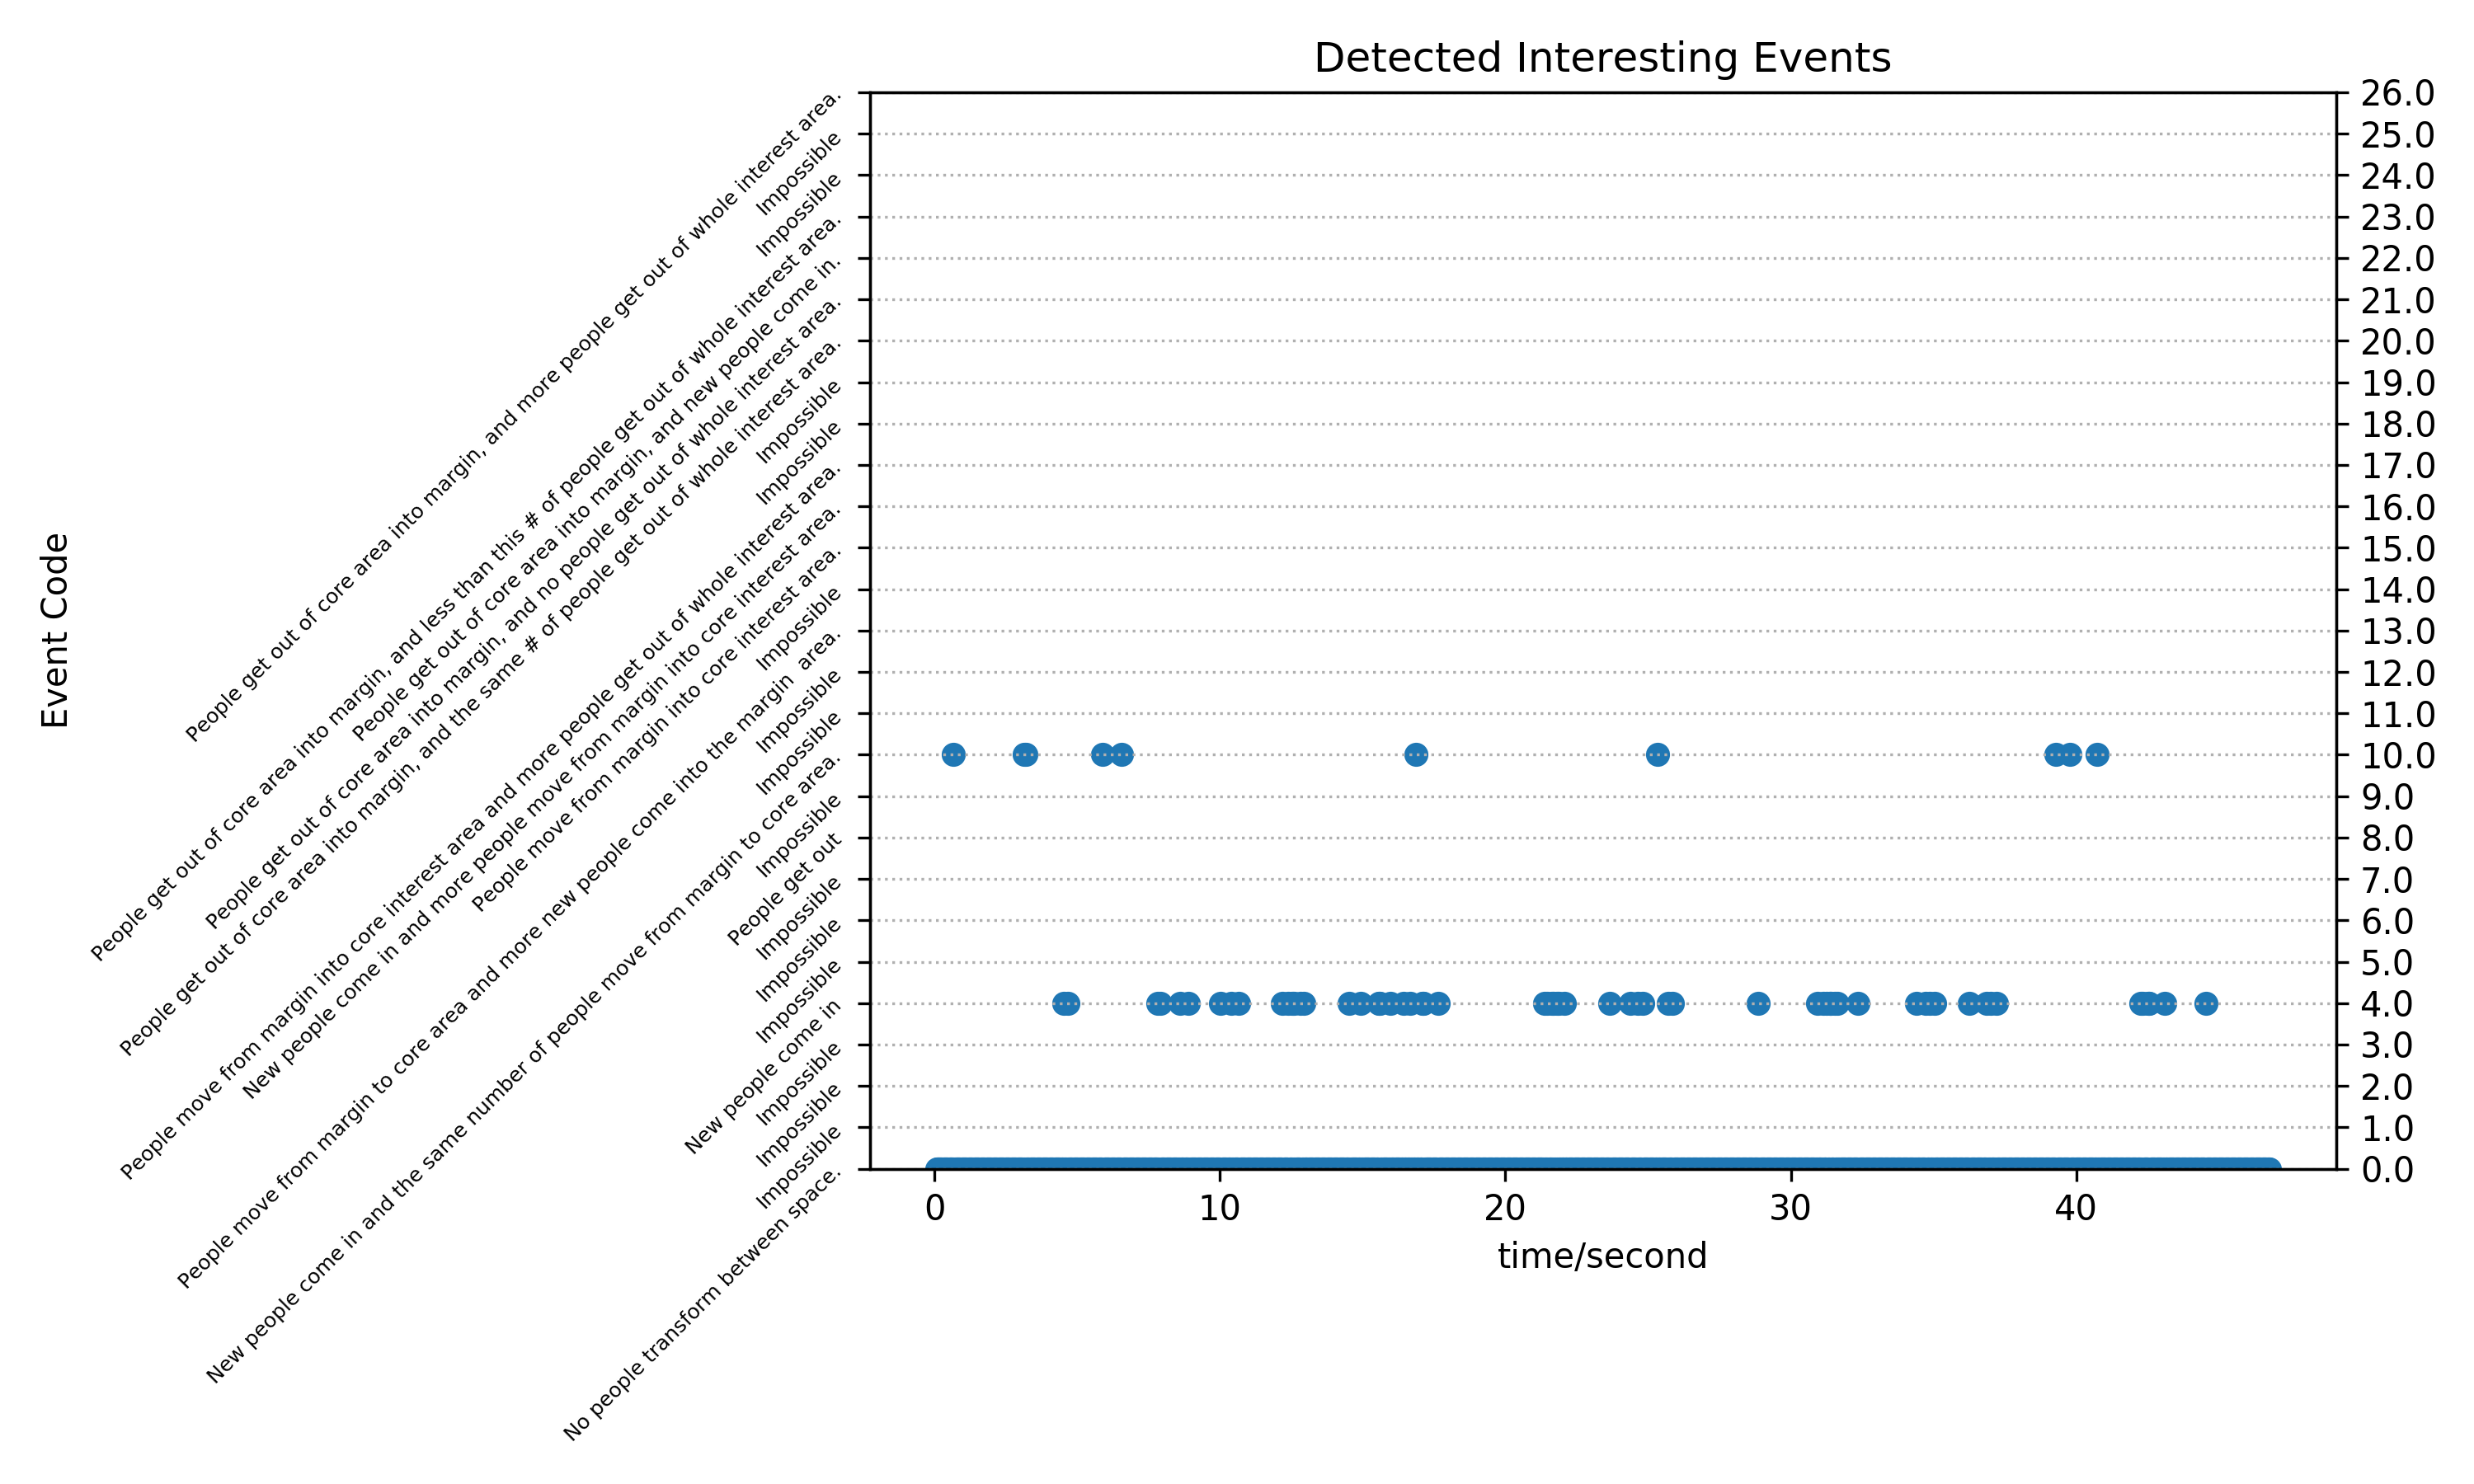 Detected Interesting Events
Event Code
People get out of core area into margin, and more people get out of whole interest area.
Impossible
Impossible
People get out of core area into margin, and less than this # of people get out of whole interest area.
People get out of core area into margin, and new people come in.
People get out of core area into margin, and no people get out of whole interest area.
People get out of core area into margin, and the same # of people get out of whole interest area.
Impossible
Impossible
People move from margin into core interest area and more people get out of whole interest area.
New people come in and more people move from margin into core interest area.
People move from margin into core interest area.
Impossible
People move from margin to core area and more new people come into the margin  area.
Impossible
Impossible
New people come in and the same number of people move from margin to core area.
Impossible
People get out
Impossible
Impossible
Impossible
New people come in
Impossible
Impossible
Impossible
No people transform between space.
26.0
25.0
24.0
23.0
22.0
21.0
20.0
19.0
18.0
17.0
16.0
15.0
14.0
13.0
12.0
11.0
10.0
9.0
8.0
7.0
6.0
5.0
4.0
3.0
2.0
1.0
0.0
0 10 20 30 40
time/second